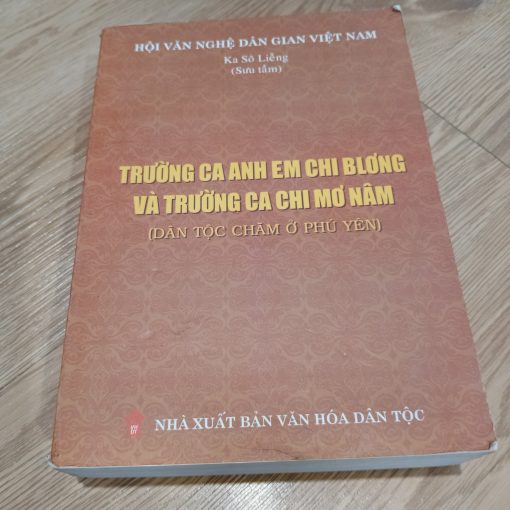 HỘI VĂN NGHỆ DÂN GIAN VIỆT NAM
Ka Sô Liễng
(Sưu tầm)
TRƯỜNG CA ANH EM CHI BLƠNG
VÀ TRƯỜNG CA CHI MƠ NÂM
(DÂN TỘC CHĂM Ở PHÚ YÊN)
NHÀ XUẤT BẢN VĂN HÓA DÂN TỘC